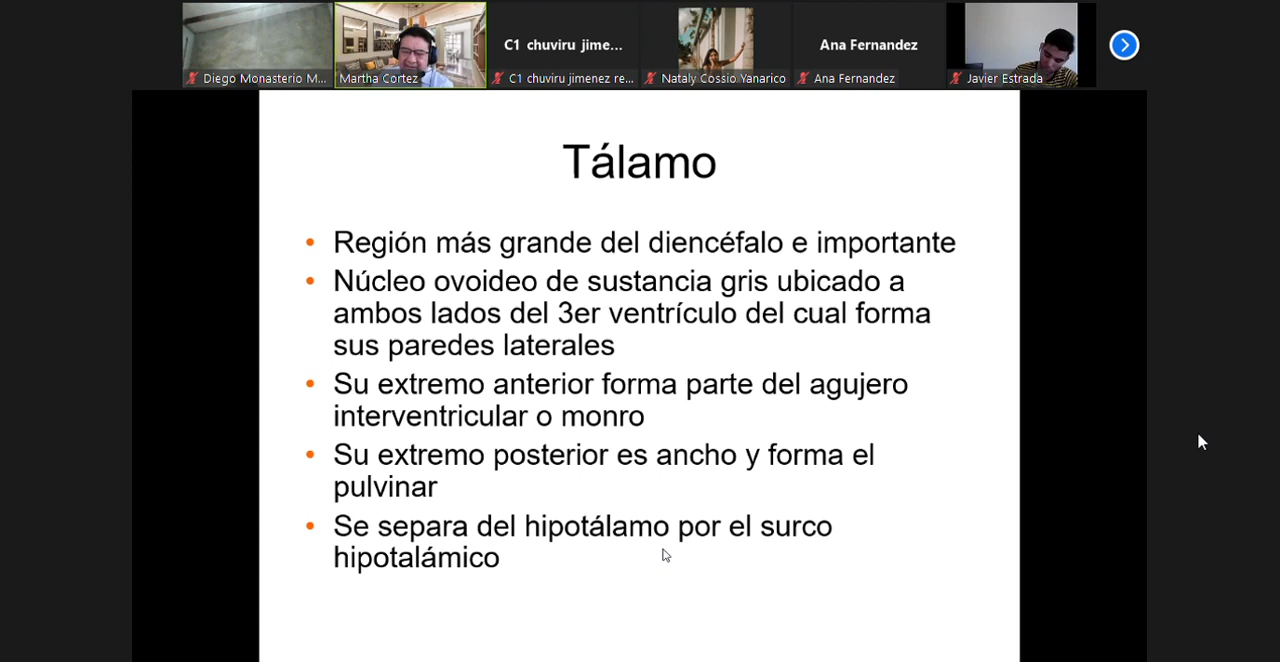 C1 chuviru jime...
Ana Fernandez
Diego Monasterio M...
Martha Cortez
C1 chuviru jimenez re...
Nataly Cossio Yanarico
Ana Fernandez
Javier Estrada
Tálamo
• Región más grande del diencéfalo e importante
• Núcleo ovoideo de sustancia gris ubicado a
ambos lados del 3er ventrículo del cual forma
sus paredes laterales
• Su extremo anterior forma parte del agujero
interventricular o monro
• Su extremo posterior es ancho y forma el
pulvinar
• Se separa del hipotálamo por el surco
hipotalámico